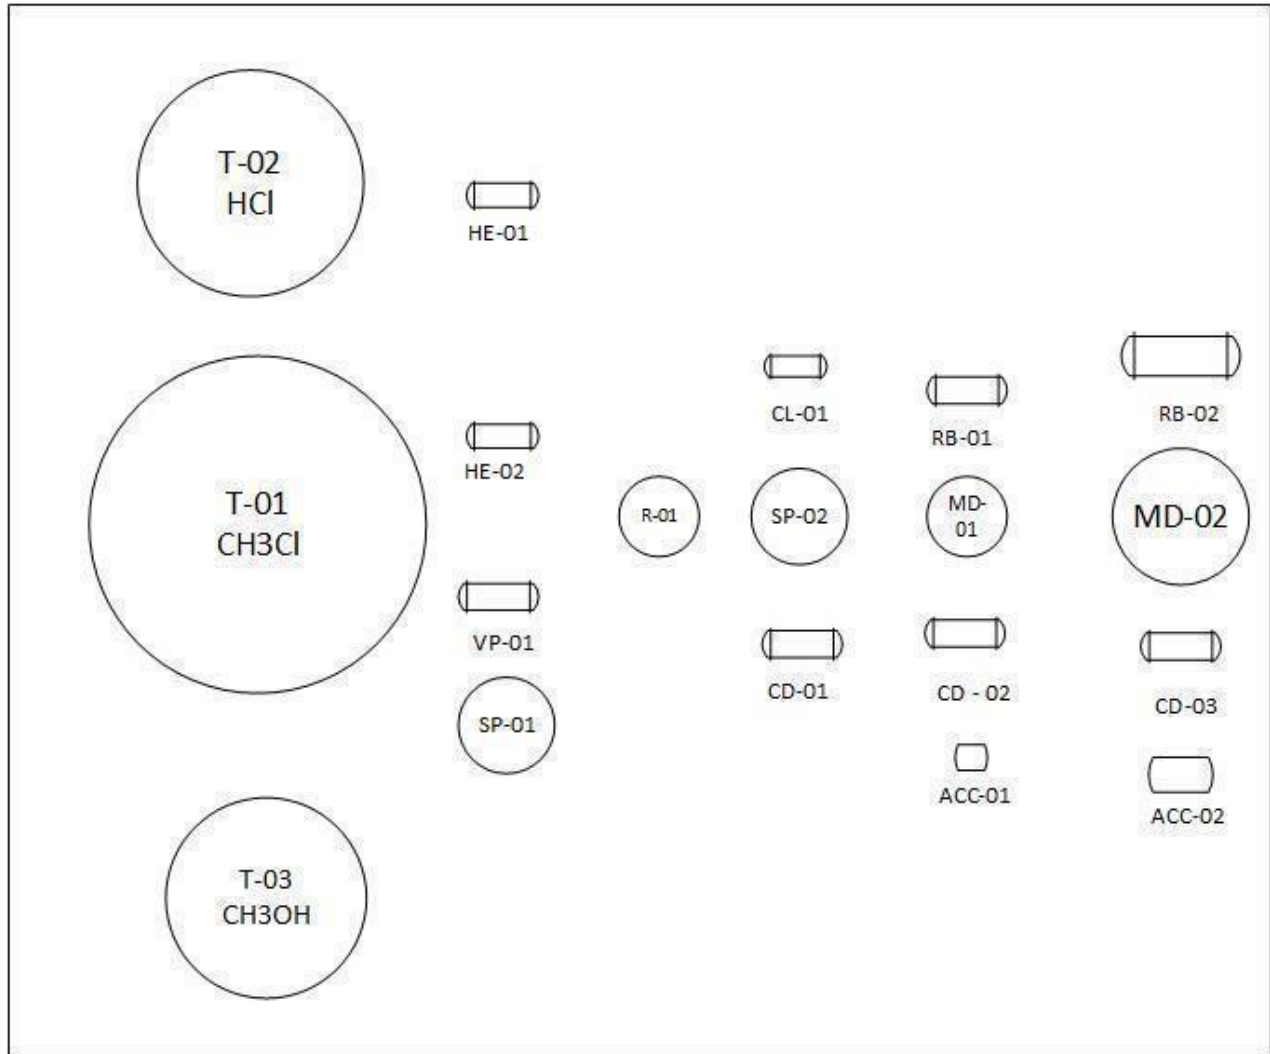 T-02
HCl
HE-01
CL-01
RB-01
RB-02
HE-02
T-01
CH3Cl
R-01
SP-02
MD-
01
MD-02
VP-01
CD-01
CD - 02
CD-03
SP-01
ACC-01
ACC-02
T-03
CH3OH